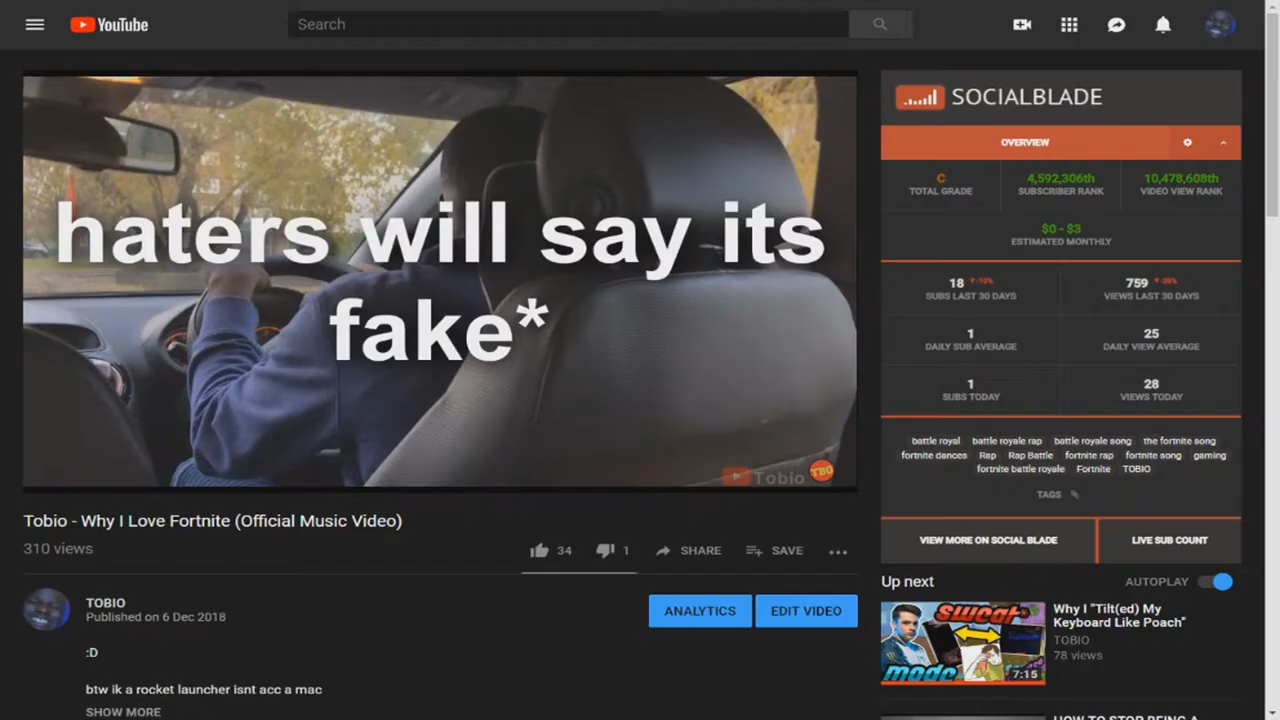 YouTube
Search
haters will say its
fake*
Tobio TBO
Tobio - Why I Love Fortnite (Official Music Video)
310 views
34
1
SHARE
SAVE
TOBIO
Published on 6 Dec 2018
ANALYTICS
EDIT VIDEO
:D
btw ik a rocket launcher isnt acc a mac
SHOW MORE
SOCIALBLADE
OVERVIEW
C
TOTAL GRADE
4,592,306th
SUBSCRIBER RANK
10,478,608th
VIDEO VIEW RANK
$0 - $3
ESTIMATED MONTHLY
18 -10%
SUBS LAST 30 DAYS
759
VIEWS LAST 30 DAYS
1
DAILY SUB AVERAGE
25
DAILY VIEW AVERAGE
1
SUBS TODAY
28
VIEWS TODAY
battle royal battle royale rap battle royale song the fortnite song
fortnite dances Rap Rap Battle fortnite rap fortnite song gaming
fortnite battle royale Fortnite TOBIO
TAGS
VIEW MORE ON SOCIAL BLADE
LIVE SUB COUNT
Up next
AUTOPLAY
sweat
mode
7:15
Why I "Tilt(ed) My
Keyboard Like Poach"
TOBIO
78 views
HOW TO STOP BEING A